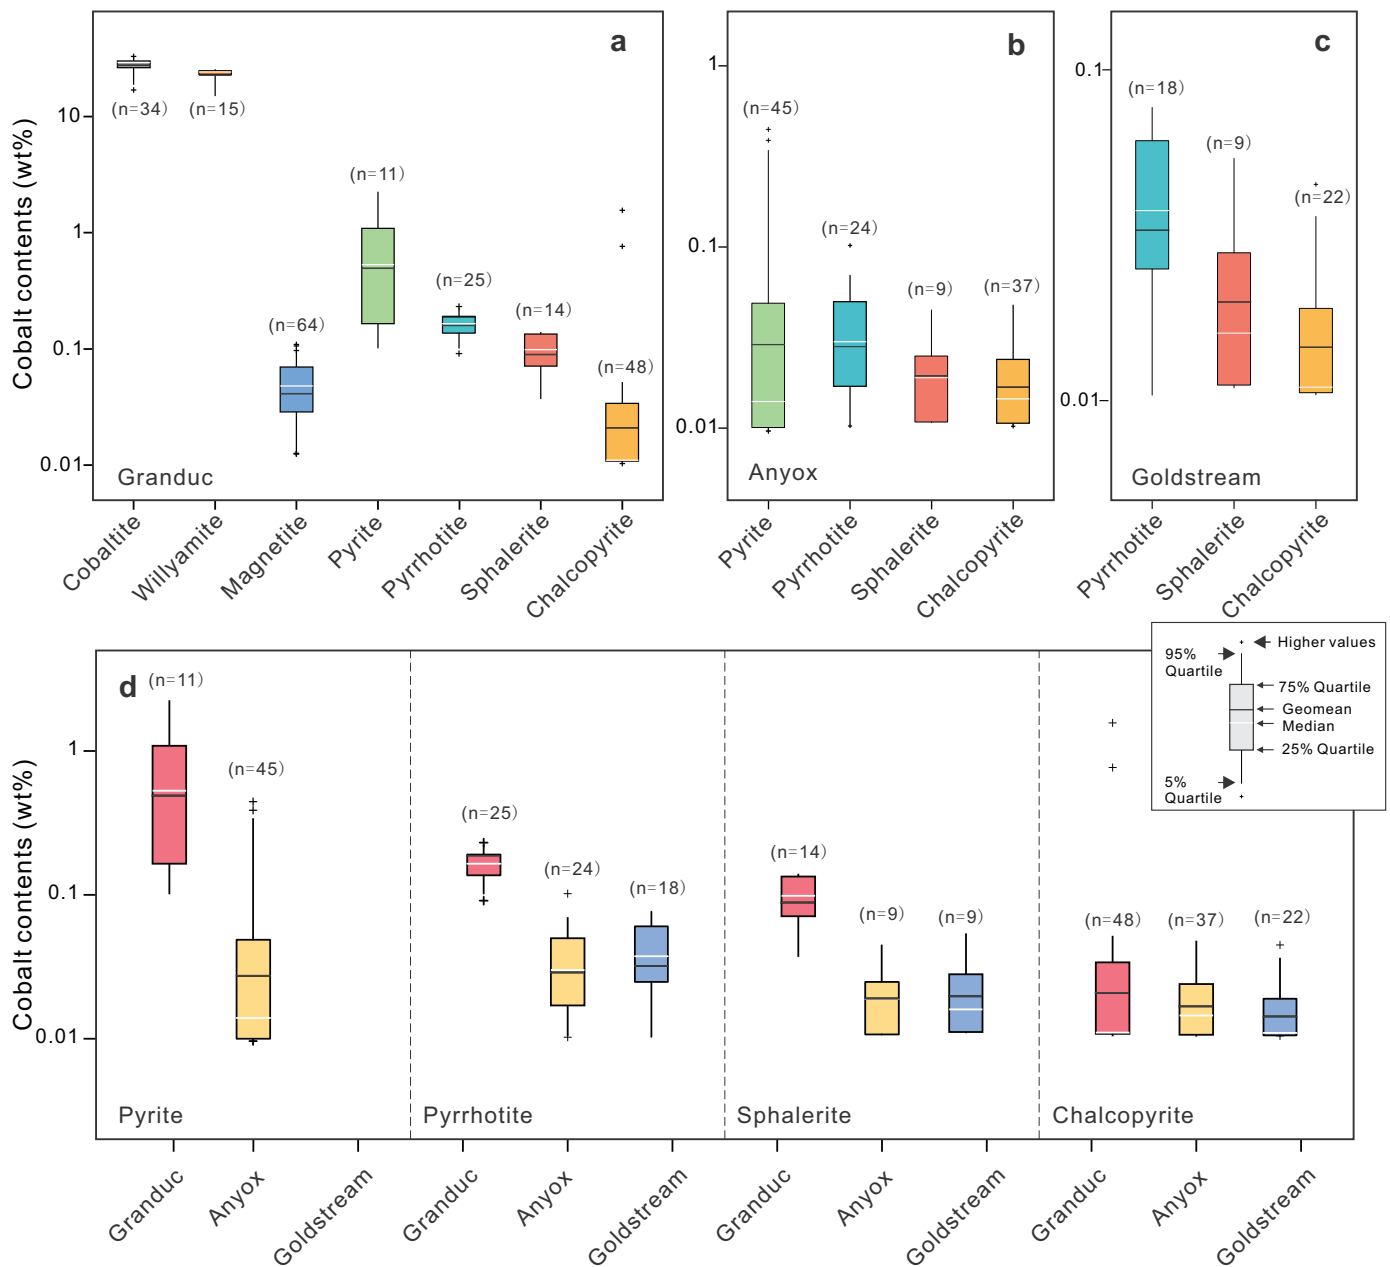 a
Cobalt contents (wt%)
10
1
0.1
0.01
(n=34)
(n=15)
(n=64)
(n=11)
(n=25)
(n=14)
(n=48)
Granduc
Cobaltite
Willyamite
Magnetite
Pyrite
Pyrrhotite
Sphalerite
Chalcopyrite
b
1
0.1
0.01
(n=45)
(n=24)
(n=9)
(n=37)
Anyox
Pyrite
Pyrrhotite
Sphalerite
Chalcopyrite
c
0.1
0.01
(n=18)
(n=9)
(n=22)
Goldstream
Pyrrhotite
Sphalerite
Chalcopyrite
Higher values
95%
Quartile
75% Quartile
Geomean
Median
25% Quartile
5%
Quartile
d
Cobalt contents (wt%)
1
0.1
0.01
(n=11)
(n=45)
(n=25)
(n=24)
(n=18)
(n=14)
(n=9)
(n=9)
(n=48)
(n=37)
(n=22)
Pyrite
Pyrrhotite
Sphalerite
Chalcopyrite
Granduc
Anyox
Goldstream
Granduc
Anyox
Goldstream
Granduc
Anyox
Goldstream
Granduc
Anyox
Goldstream